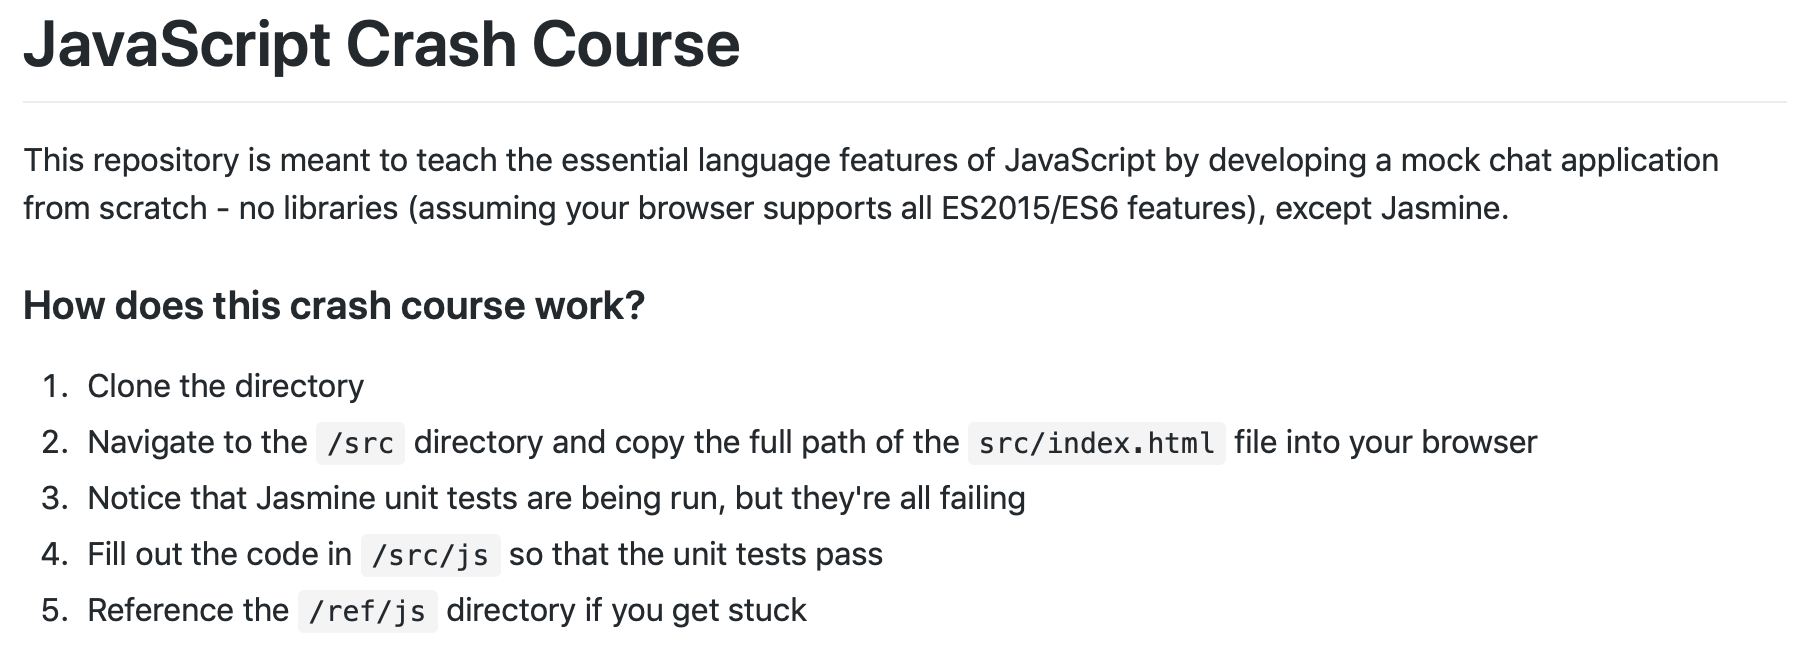 JavaScript Crash Course
This repository is meant to teach the essential language features of JavaScript by developing a mock chat application
from scratch - no libraries (assuming your browser supports all ES2015/ES6 features), except Jasmine.
How does this crash course work?
1. Clone the directory
2. Navigate to the /src directory and copy the full path of the src/index.html file into your browser
3. Notice that Jasmine unit tests are being run, but they're all failing
4. Fill out the code in /src/js so that the unit tests pass
5. Reference the /ref/js directory if you get stuck